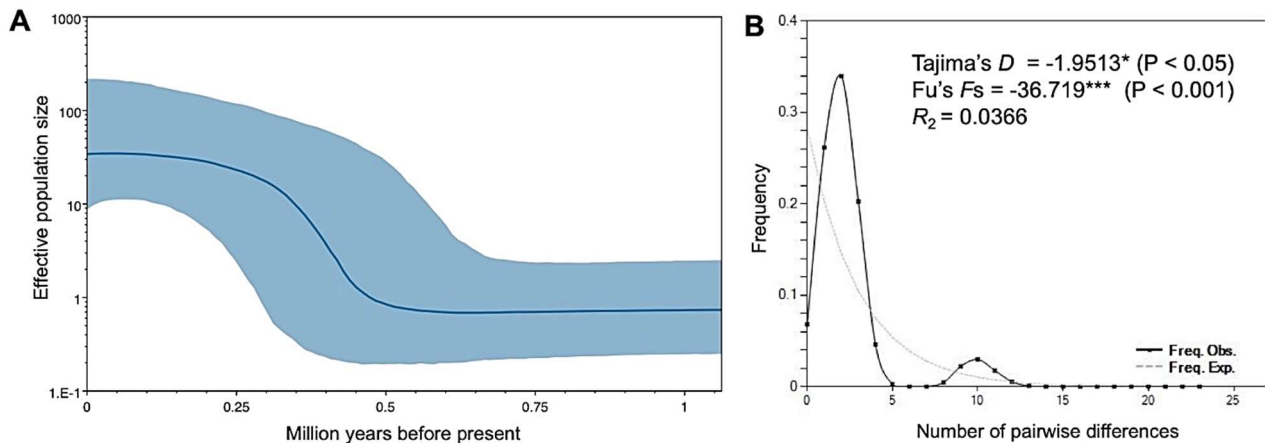 A
Effective population size
1000
100
10
1
1.E-1
0
0.25
0.5
0.75
1
Million years before present
B
Tajima's D = -1.9513* (P < 0.05)
Fu's Fs = -36.719*** (P < 0.001)
R2 = 0.0366
Frequency
0.4
0.3
0.2
0.1
0
Freq. Obs.
Freq. Exp.
0
5
10
15
20
25
Number of pairwise differences